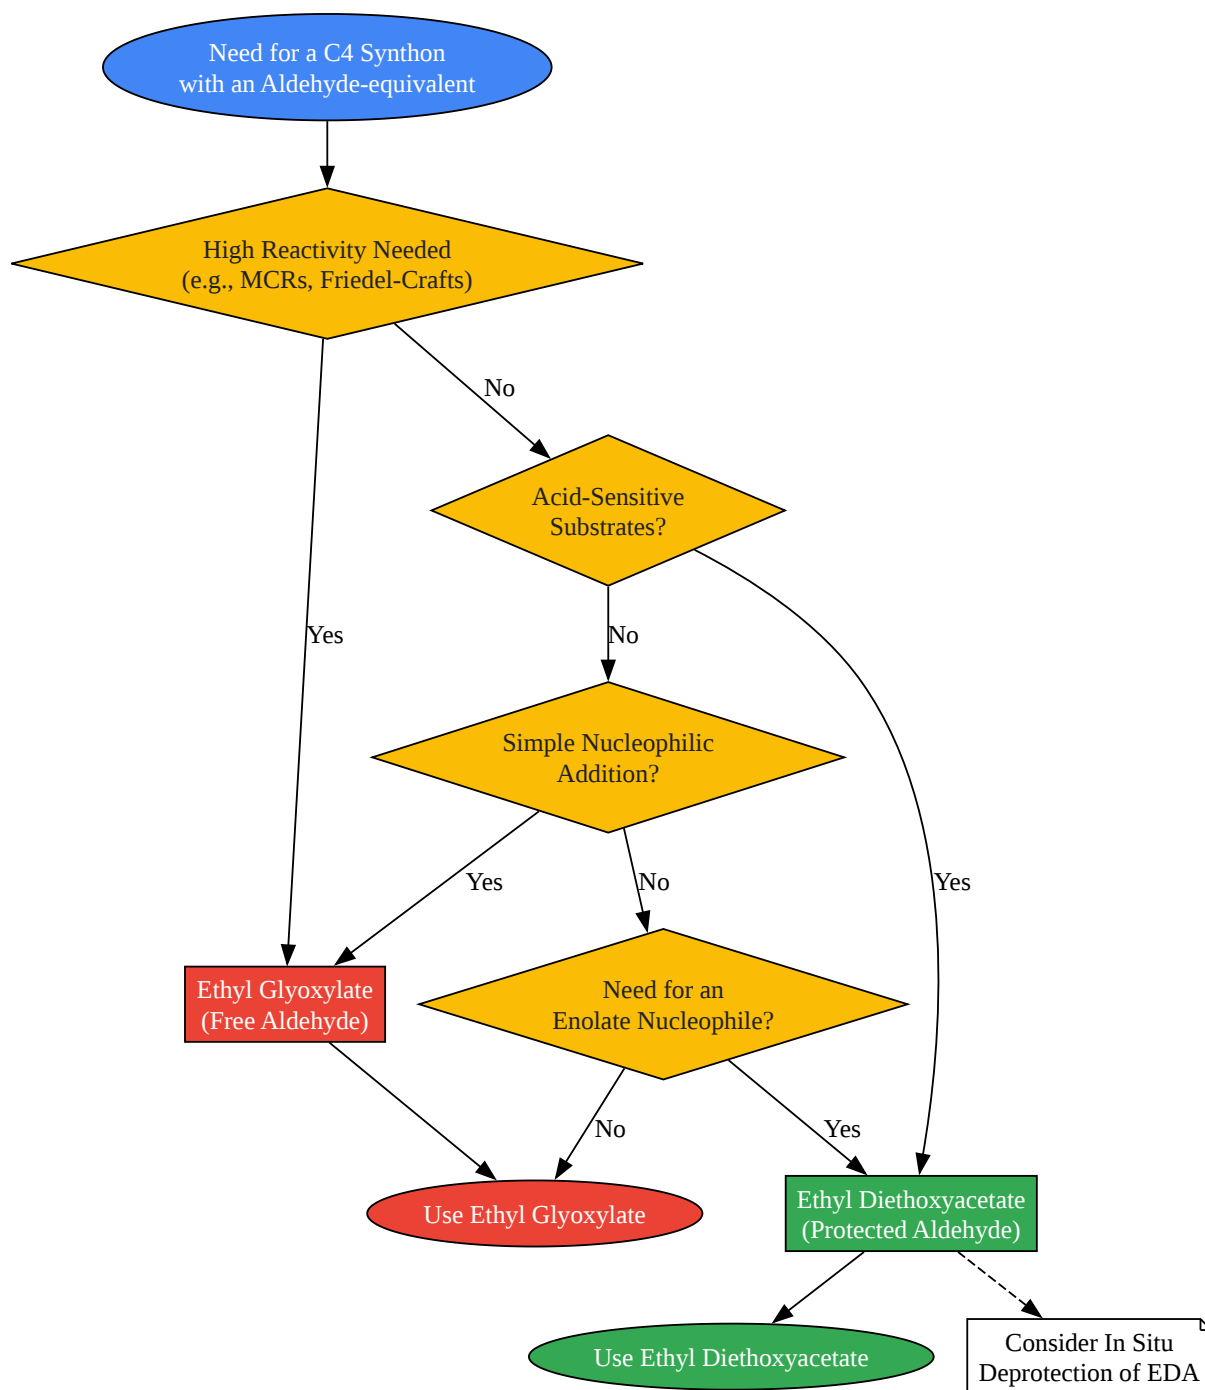 Need for a C4 Synthon
with an Aldehyde-equivalent
High Reactivity Needed
(e.g., MCRs, Friedel-Crafts)
No
Acid-Sensitive
Substrates?
Yes
No
Simple Nucleophilic
Addition?
Yes
No
Yes
Ethyl Glyoxylate
(Free Aldehyde)
Need for an
Enolate Nucleophile?
No
Yes
Use Ethyl Glyoxylate
Ethyl Diethoxyacetate
(Protected Aldehyde)
Use Ethyl Diethoxyacetate
Consider In Situ
Deprotection of EDA